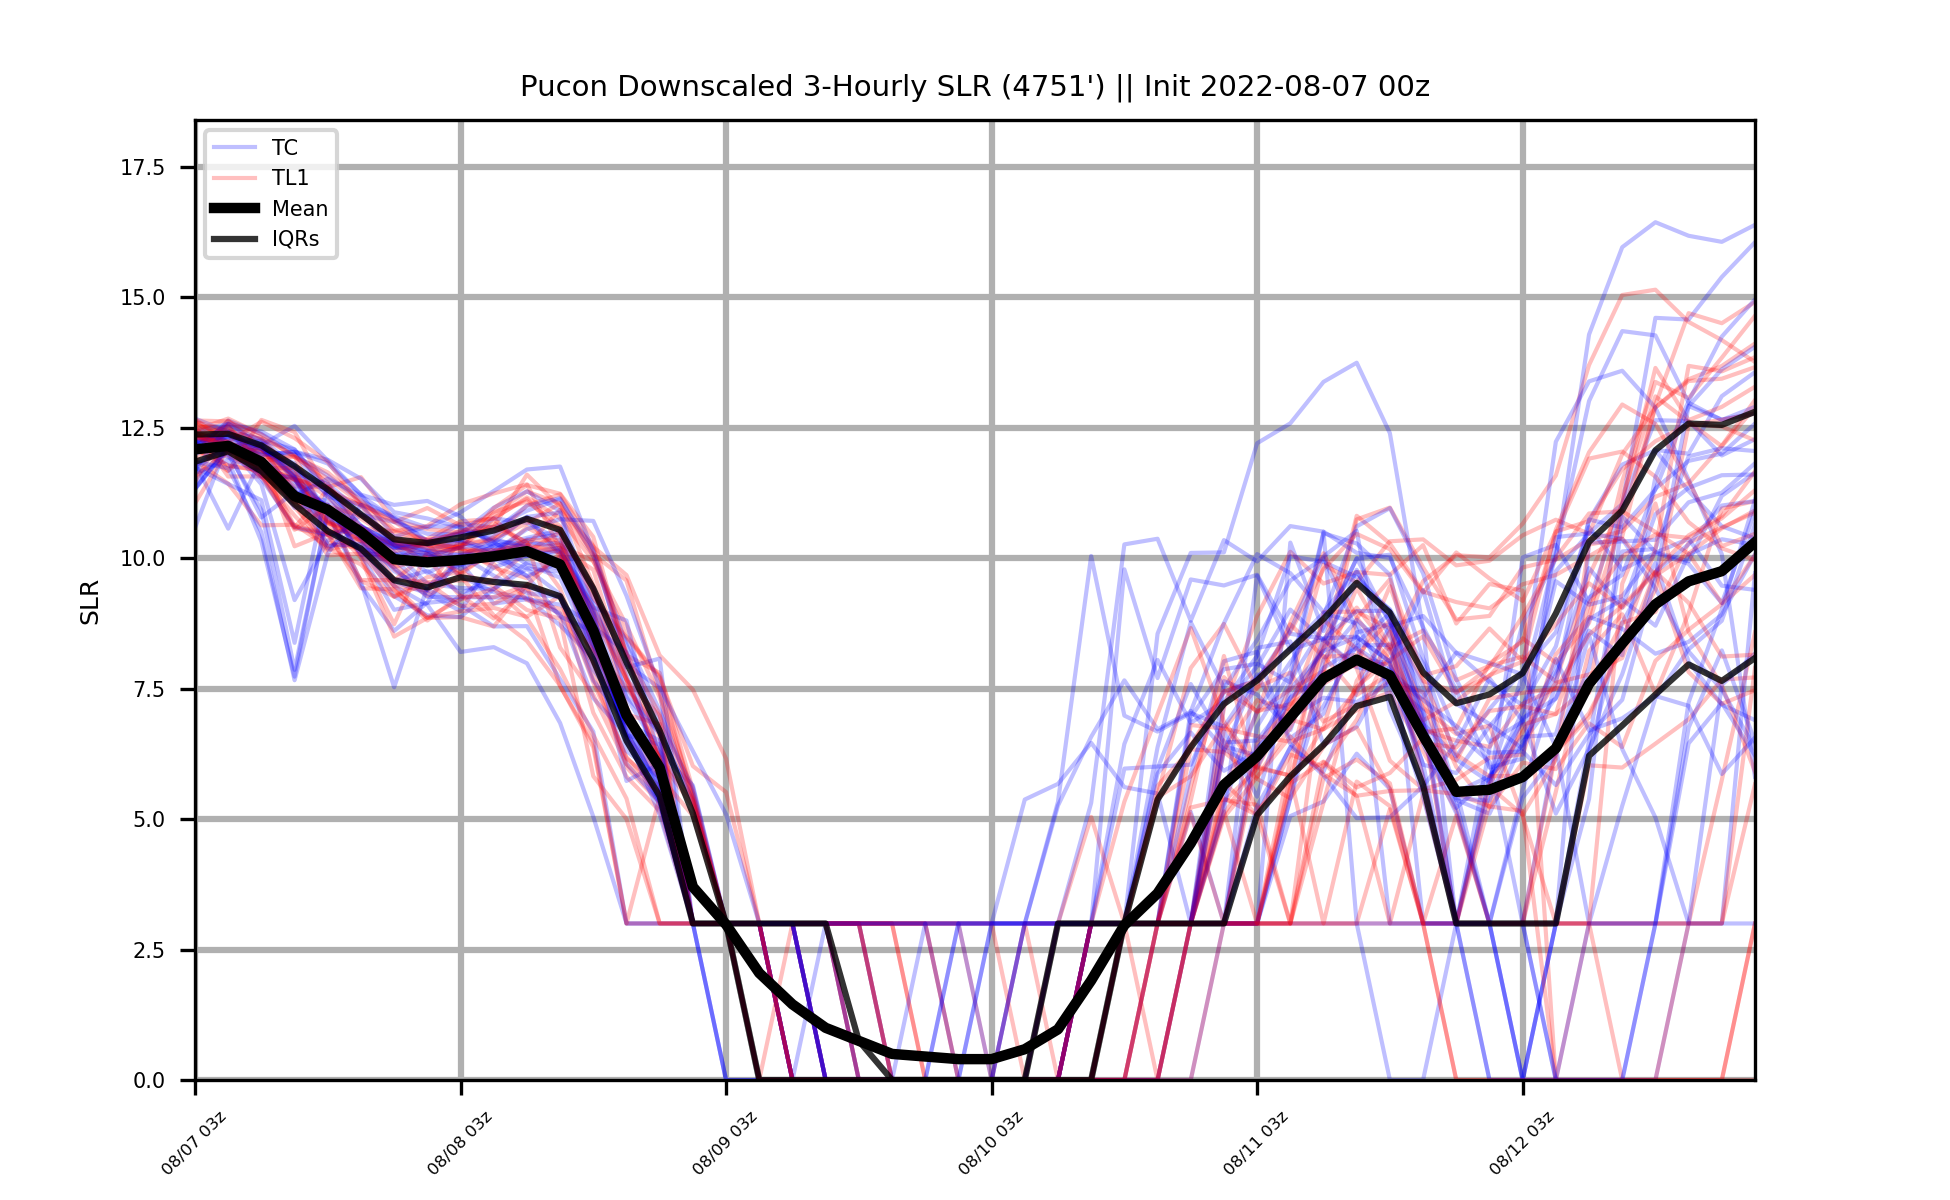 Pucon Downscaled 3-Hourly SLR (4751') || Init 2022-08-07 00z
TC
TL1
Mean
IQRs
SLR
17.5
15.0
12.5
10.0
7.5
5.0
2.5
0.0
08/07 03z
08/08 03z
08/09 03z
08/10 03z
08/11 03z
08/12 03z